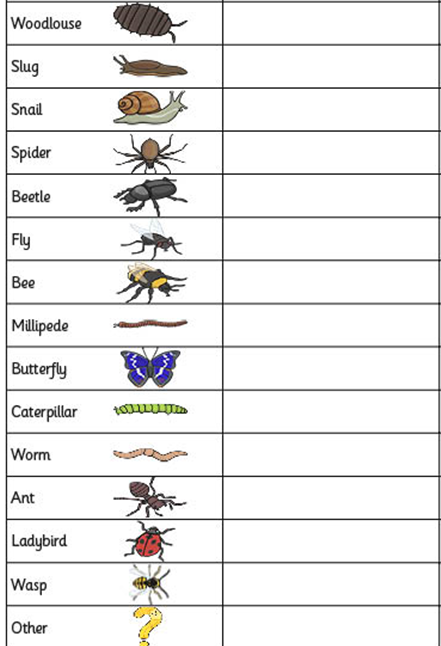 Woodlouse
Slug
Snail
Spider
Beetle
Fly
Bee
Millipede
Butterfly
Caterpillar
Worm
Ant
Ladybird
Wasp
Other
?